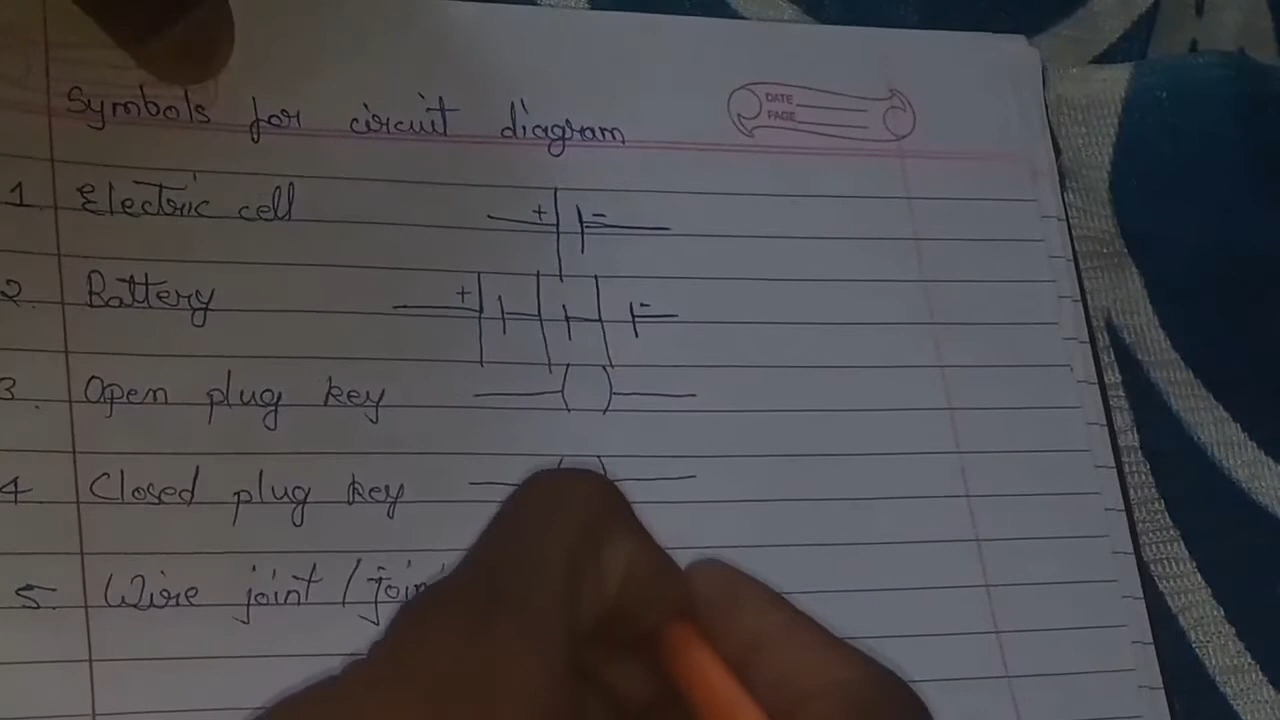 Symbols for circuit diagram
DATE
PAGE
1 Electric cell + -
2. Battery + -
3. Open plug key
4 Closed plug key
5. Wire joint /